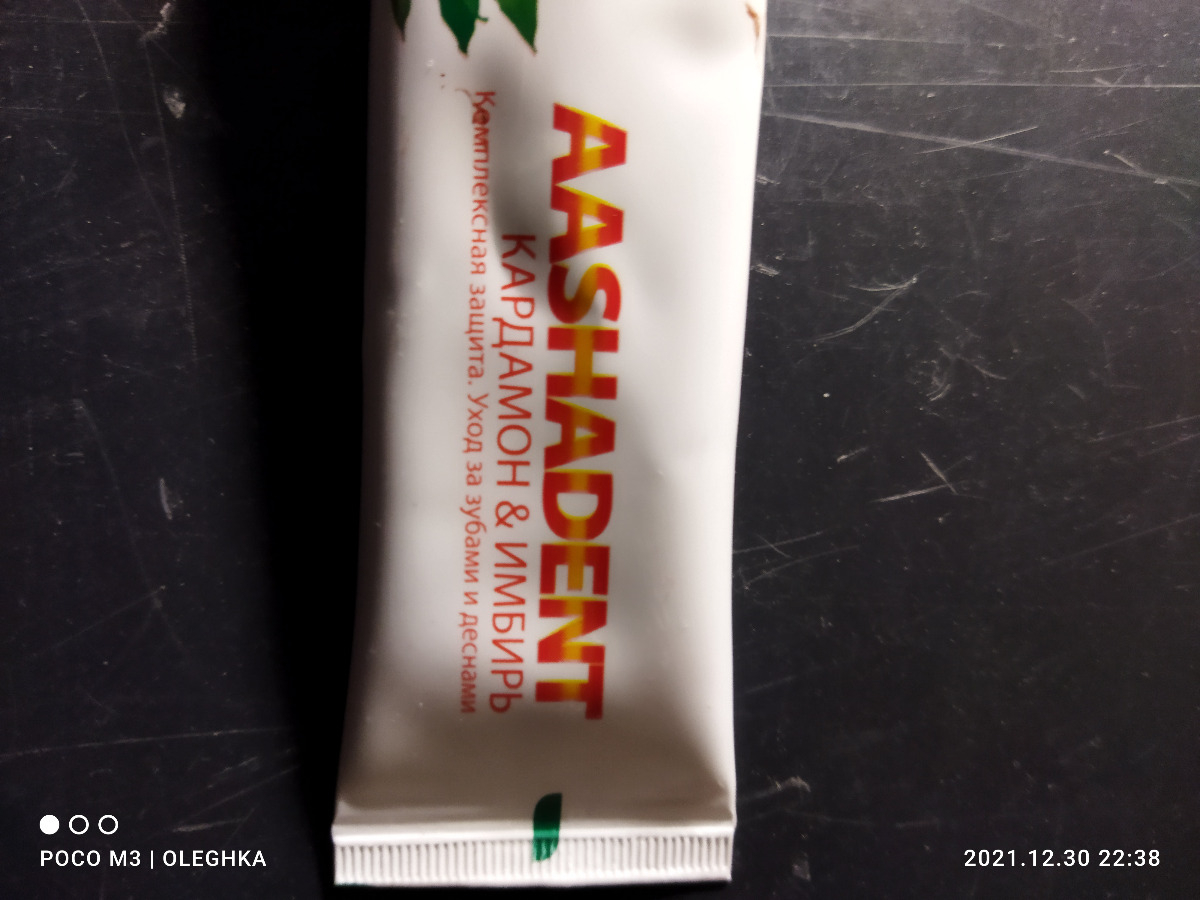 AASHADENT
КАРДАМОН & ИМБИРЬ
Комплексная защита. Уход за зубами и деснами
POCO M3 | OLEGHKA
2021.12.30 22:38